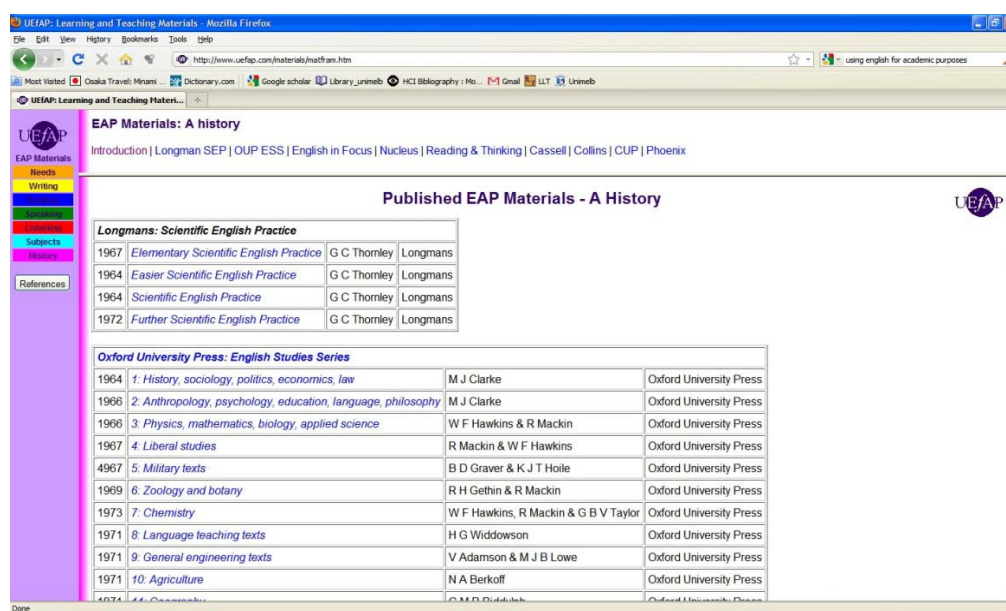 UEfAP: Learning and Teaching Materials - Mozilla Firefox
File Edit View History Bookmarks Tools Help
http://www.uefap.com/materials/matfram.htm
using english for academic purposes
Most Visited Osaka Travel: Minami ... Dictionary.com Google scholar Library_unimelb HCI Bibliography : Mo... Gmail LLT Unimelb
UEfAP: Learning and Teaching Materi...
UEfAP
EAP Materials
Needs
Writing
Speaking
Listening
Subjects
History
References
EAP Materials: A history
Introduction | Longman SEP | OUP ESS | English in Focus | Nucleus | Reading & Thinking | Cassell | Collins | CUP | Phoenix
Published EAP Materials - A History
UEfAP
Longmans: Scientific English Practice
1967 Elementary Scientific English Practice G C Thornley Longmans
1964 Easier Scientific English Practice G C Thornley Longmans
1964 Scientific English Practice G C Thornley Longmans
1972 Further Scientific English Practice G C Thornley Longmans
Oxford University Press: English Studies Series
1964 1: History, sociology, politics, economics, law M J Clarke Oxford University Press
1966 2: Anthropology, psychology, education, language, philosophy M J Clarke Oxford University Press
1966 3: Physics, mathematics, biology, applied science W F Hawkins & R Mackin Oxford University Press
1967 4: Liberal studies R Mackin & W F Hawkins Oxford University Press
4967 5: Military texts B D Graver & K J T Hoile Oxford University Press
1969 6: Zoology and botany R H Gethin & R Mackin Oxford University Press
1973 7: Chemistry W F Hawkins, R Mackin & G B V Taylor Oxford University Press
1971 8: Language teaching texts H G Widdowson Oxford University Press
1971 9: General engineering texts V Adamson & M J B Lowe Oxford University Press
1971 10: Agriculture N A Berkoff Oxford University Press
Done